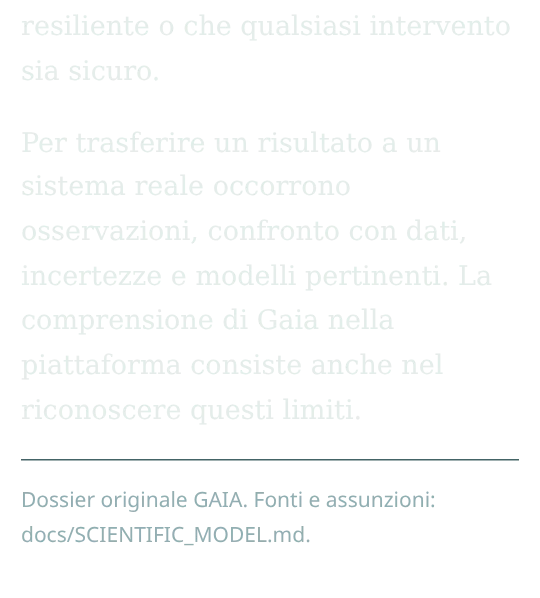 resiliente o che qualsiasi intervento
sia sicuro.
Per trasferire un risultato a un
sistema reale occorrono
osservazioni, confronto con dati,
incertezze e modelli pertinenti. La
comprensione di Gaia nella
piattaforma consiste anche nel
riconoscere questi limiti.
Dossier originale GAIA. Fonti e assunzioni:
docs/SCIENTIFIC_MODEL.md.